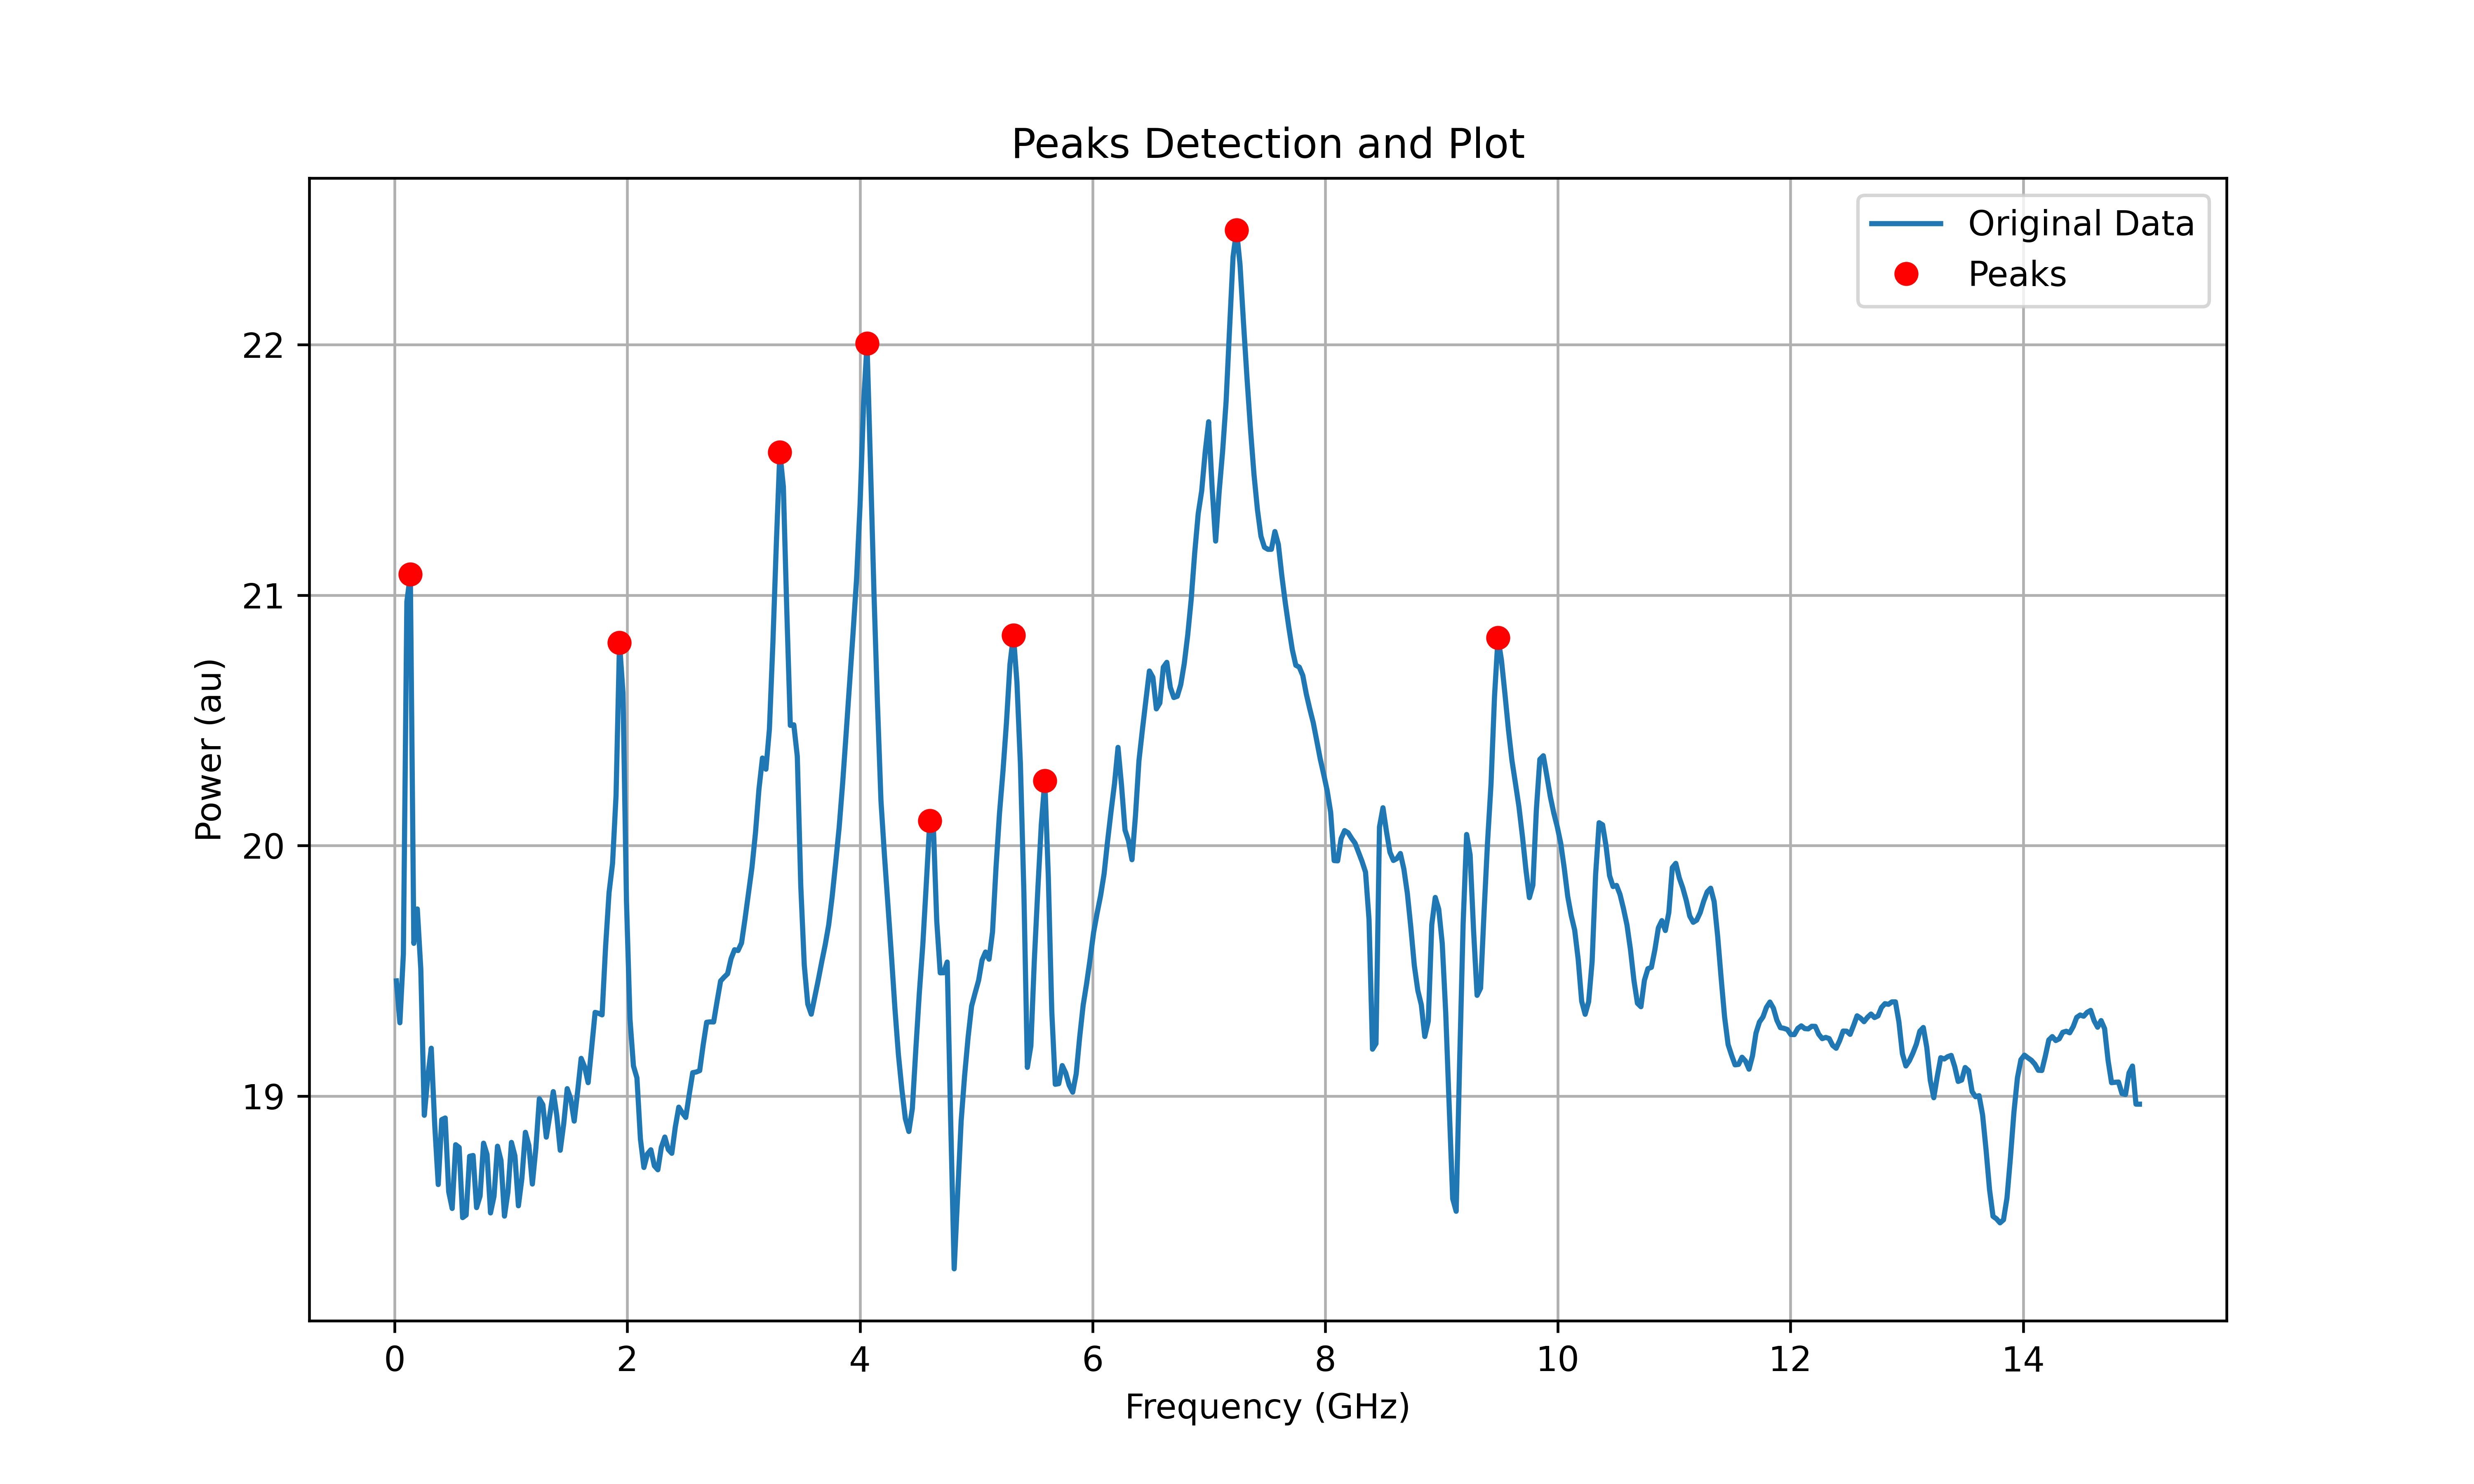 Peaks Detection and Plot
Original Data
Peaks
Power (au)
22
21
20
19
0 2 4 6 8 10 12 14
Frequency (GHz)